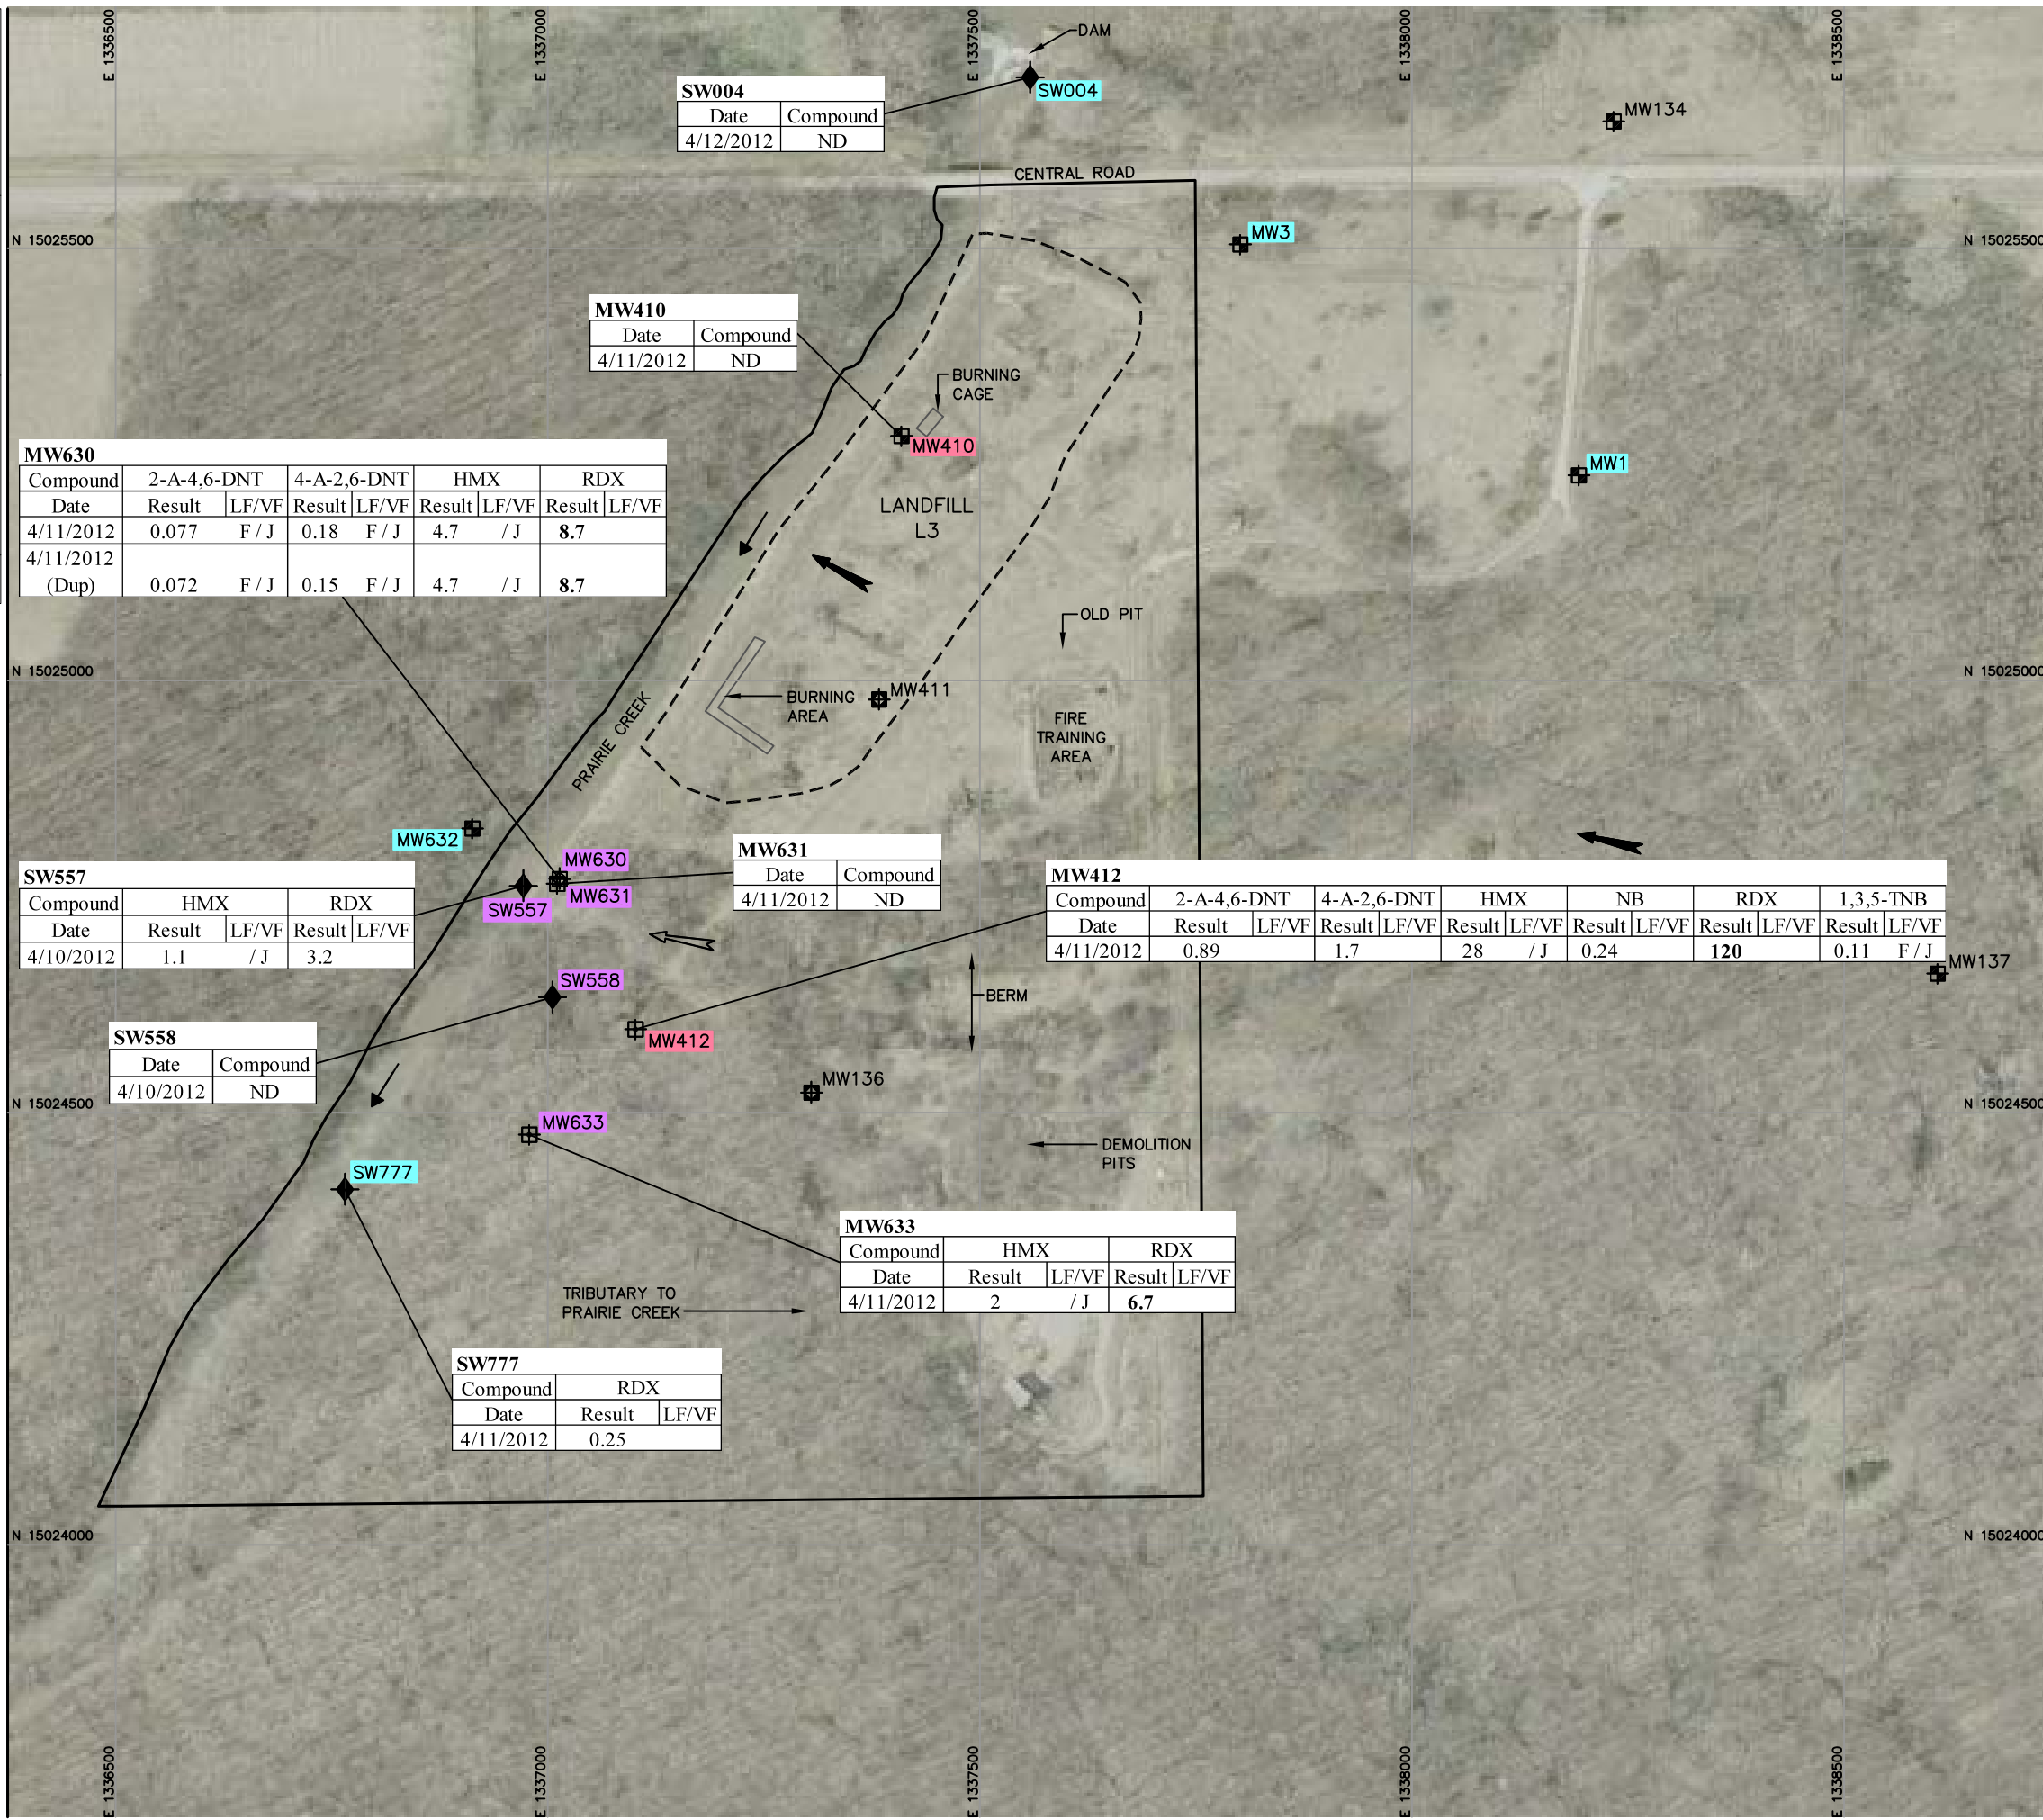 E 1336500
E 1337000
E 1337500
E 1338000
E 1338500
DAM
SW004
Date Compound
4/12/2012 ND
SW004
MW134
CENTRAL ROAD
MW3
N 15025500
N 15025500
MW410
Date Compound
4/11/2012 ND
BURNING
CAGE
MW410
MW1
LANDFILL
L3
MW630
Compound 2-A-4,6-DNT 4-A-2,6-DNT HMX RDX
Date Result LF/VF Result LF/VF Result LF/VF Result LF/VF
4/11/2012 0.077 F / J 0.18 F / J 4.7 / J 8.7
4/11/2012
(Dup) 0.072 F / J 0.15 F / J 4.7 / J 8.7
OLD PIT
N 15025000
N 15025000
PRAIRIE CREEK
BURNING
AREA
MW411
FIRE
TRAINING
AREA
MW632
MW630
MW631
SW557
MW631
Date Compound
4/11/2012 ND
SW557
Compound HMX RDX
Date Result LF/VF Result LF/VF
4/10/2012 1.1 / J 3.2
MW412
Compound 2-A-4,6-DNT 4-A-2,6-DNT HMX NB RDX 1,3,5-TNB
Date Result LF/VF Result LF/VF Result LF/VF Result LF/VF Result LF/VF Result LF/VF
4/11/2012 0.89 1.7 28 / J 0.24 120 0.11 F / J
MW137
SW558
BERM
SW558
Date Compound
4/10/2012 ND
MW412
MW136
N 15024500
N 15024500
MW633
DEMOLITION
PITS
SW777
MW633
Compound HMX RDX
Date Result LF/VF Result LF/VF
4/11/2012 2 / J 6.7
TRIBUTARY TO
PRAIRIE CREEK
SW777
Compound RDX
Date Result LF/VF
4/11/2012 0.25
N 15024000
N 15024000
E 1336500
E 1337000
E 1337500
E 1338000
E 1338500